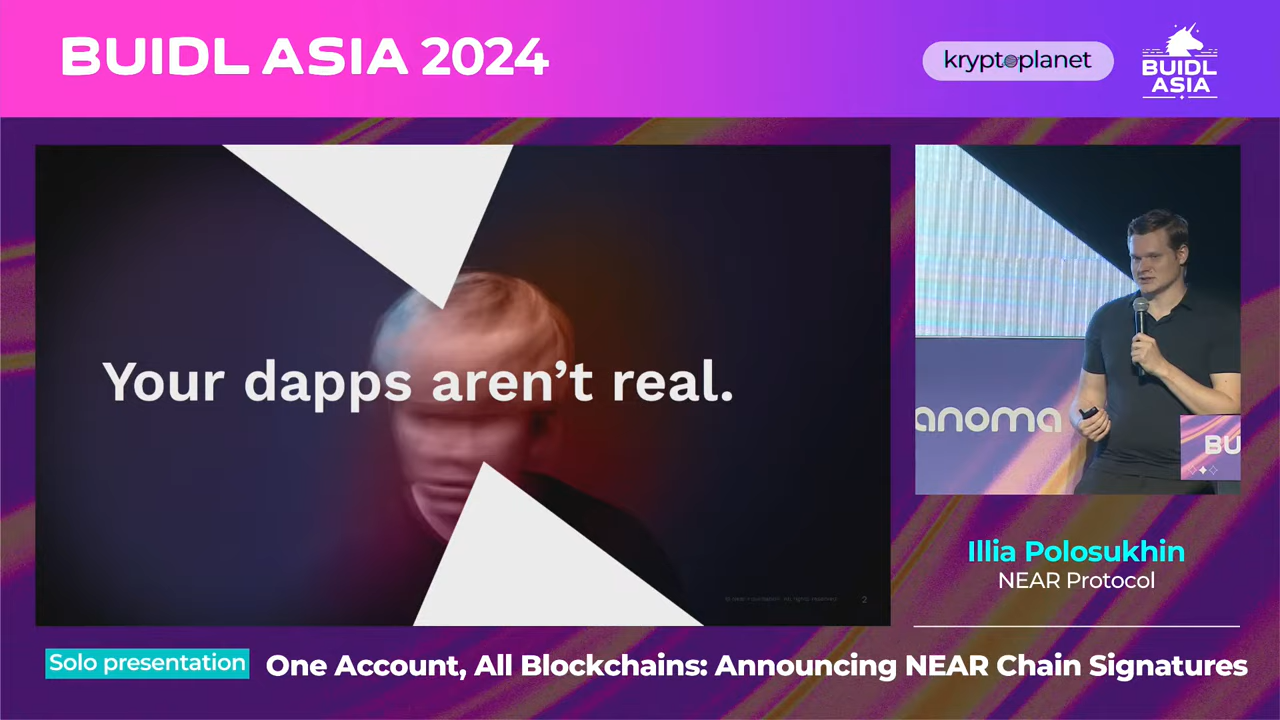 BUIDL ASIA 2024
kryptoplanet
BUIDL
ASIA
Your dapps aren’t real.
2
anoma
BU
Illia Polosukhin
NEAR Protocol
Solo presentation
One Account, All Blockchains: Announcing NEAR Chain Signatures